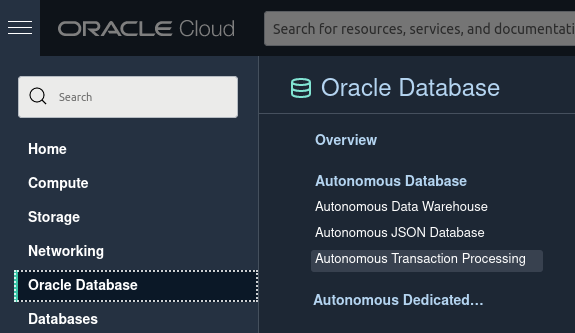 ORACLE Cloud
Search for resources, services, and documentati
Search
Home
Compute
Storage
Networking
Oracle Database
Databases
Oracle Database
Overview
Autonomous Database
Autonomous Data Warehouse
Autonomous JSON Database
Autonomous Transaction Processing
Autonomous Dedicated...